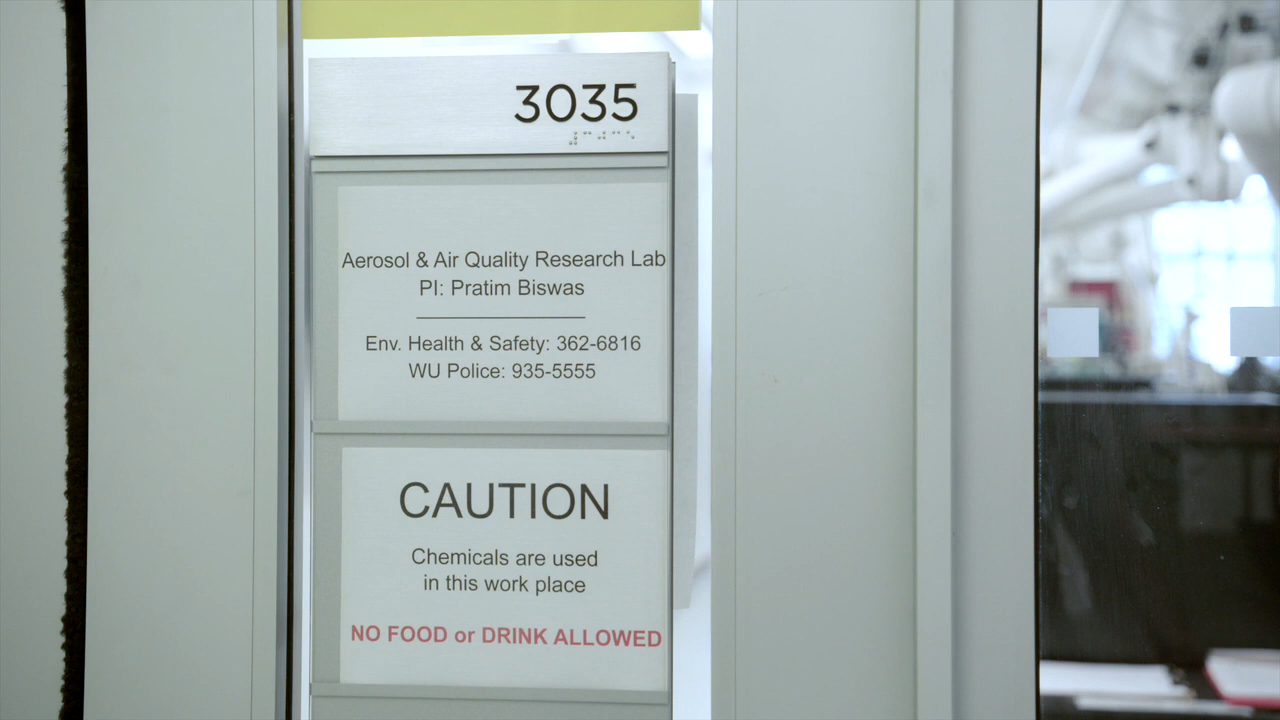 3035
Aerosol & Air Quality Research Lab
PI: Pratim Biswas
Env. Health & Safety: 362-6816
WU Police: 935-5555
CAUTION
Chemicals are used
in this work place
NO FOOD or DRINK ALLOWED